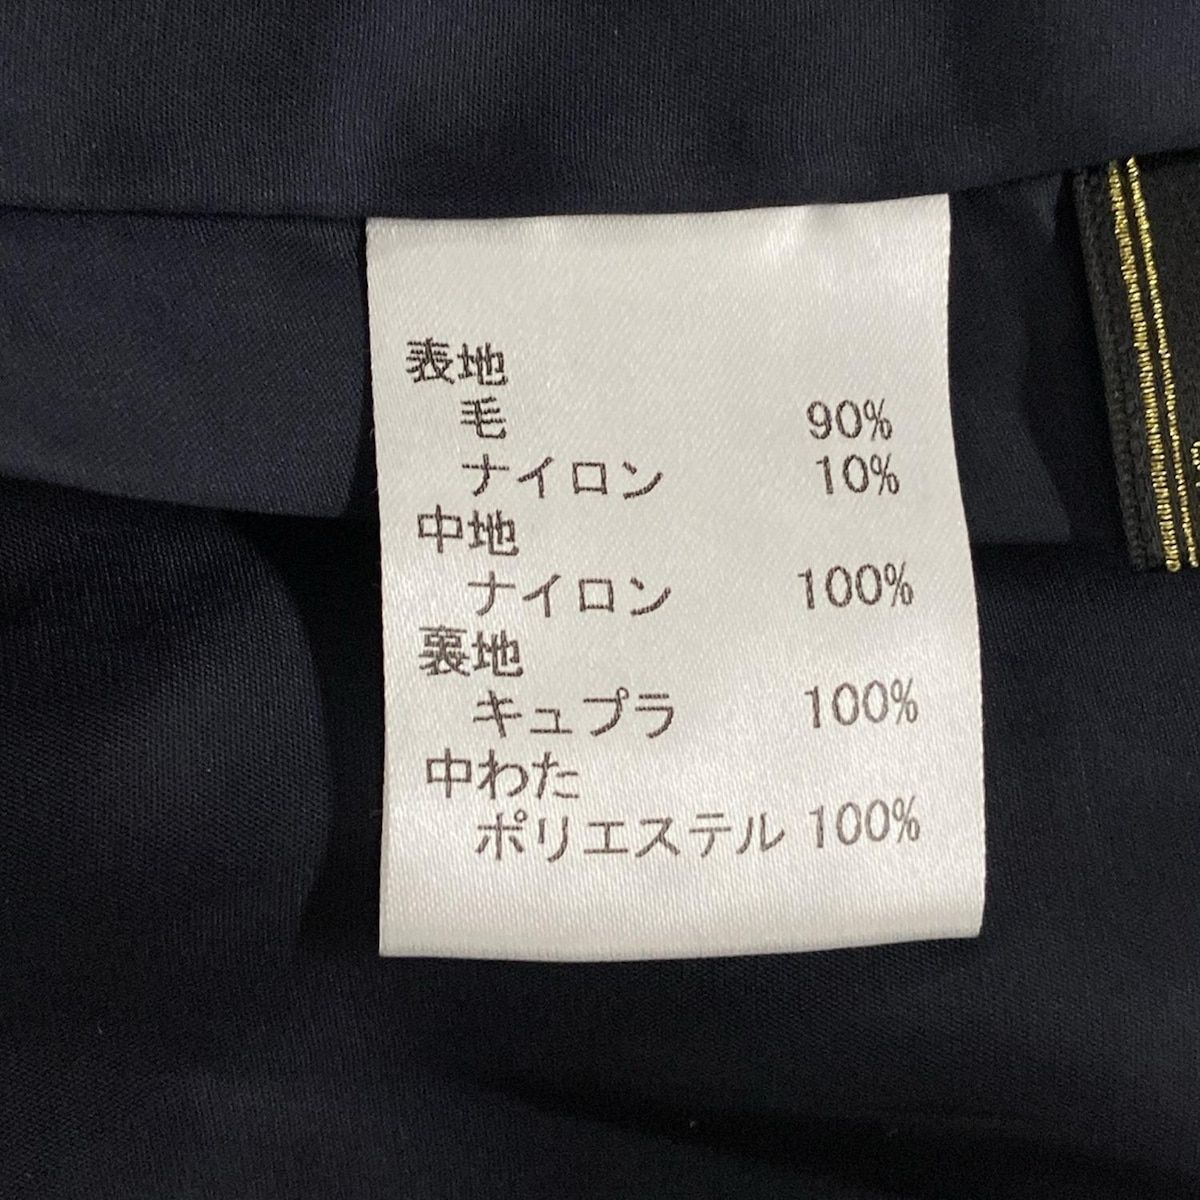 表地
毛 90%
ナイロン 10%
中地
ナイロン 100%
裏地
キュプラ 100%
中わた
ポリエステル 100%